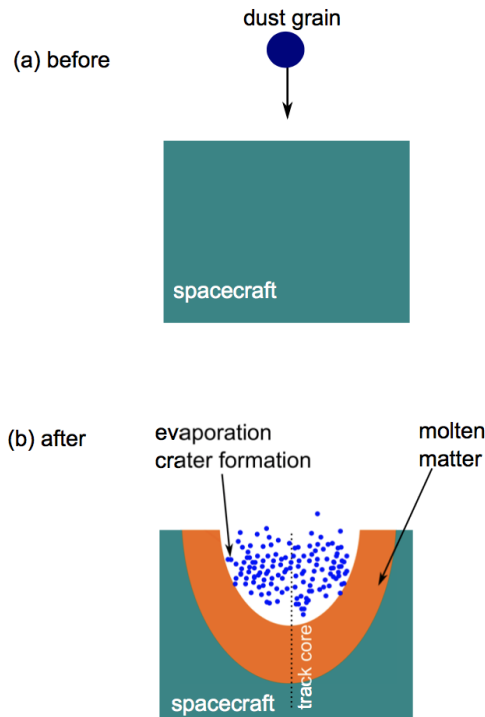 dust grain
(a) before
spacecraft
(b) after
evaporation
crater formation
molten
matter
track core
spacecraft